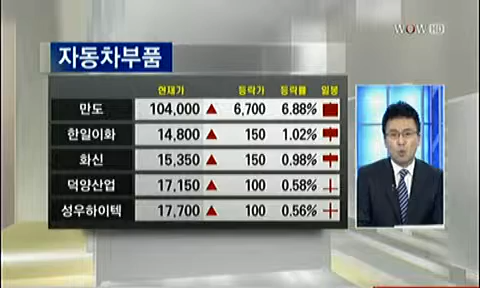 WOW HD
자동차부품
현재가 등락가 등락률 일봉
만도 104,000 ▲ 6,700 6.88%
한일이화 14,800 ▲ 150 1.02%
화신 15,350 ▲ 150 0.98%
덕양산업 17,150 ▲ 100 0.58%
성우하이텍 17,700 ▲ 100 0.56%